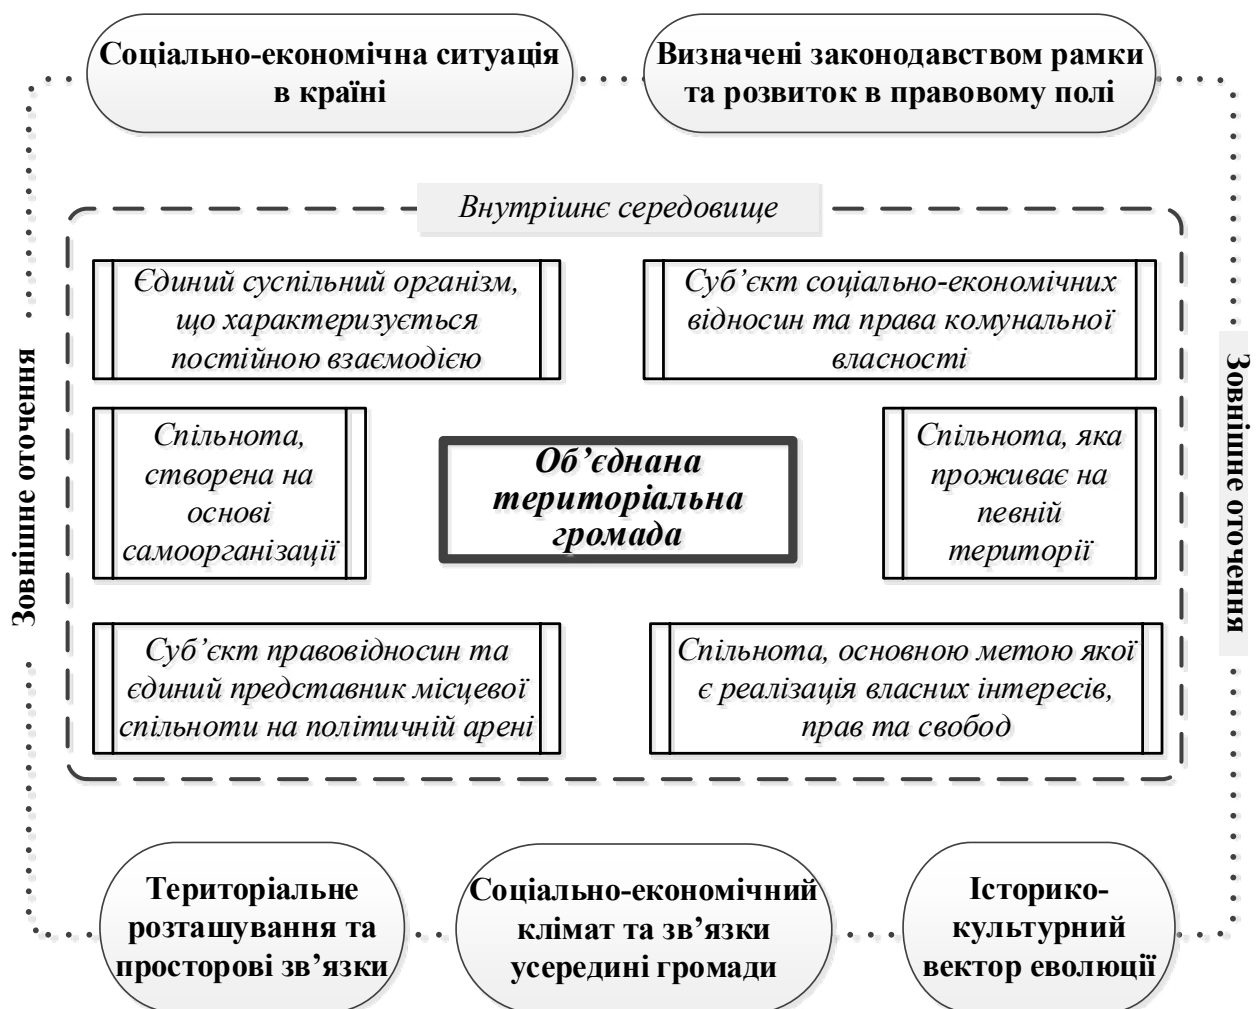 Соціально-економічна ситуація
в країні
Визначені законодавством рамки
та розвиток в правовому полі
Внутрішнє середовище
Зовнішне оточення
Єдиний суспільний організм,
що характеризується
постійною взаємодією
Суб’єкт соціально-економічних
відносин та права комунальної
власності
Спільнота,
створена на
основі
самоорганізації
Об’єднана
територіальна
громада
Спільнота, яка
проживає на
певній
території
Зовнішне оточення
Суб’єкт правовідносин та
єдиний представник місцевої
спільноти на політичній арені
Спільнота, основною метою якої
є реалізація власних інтересів,
прав та свобод
Територіальне
розташування та
просторові зв’язки
Соціально-економічний
клімат та зв’язки
усередині громади
Історико-
культурний
вектор еволюції